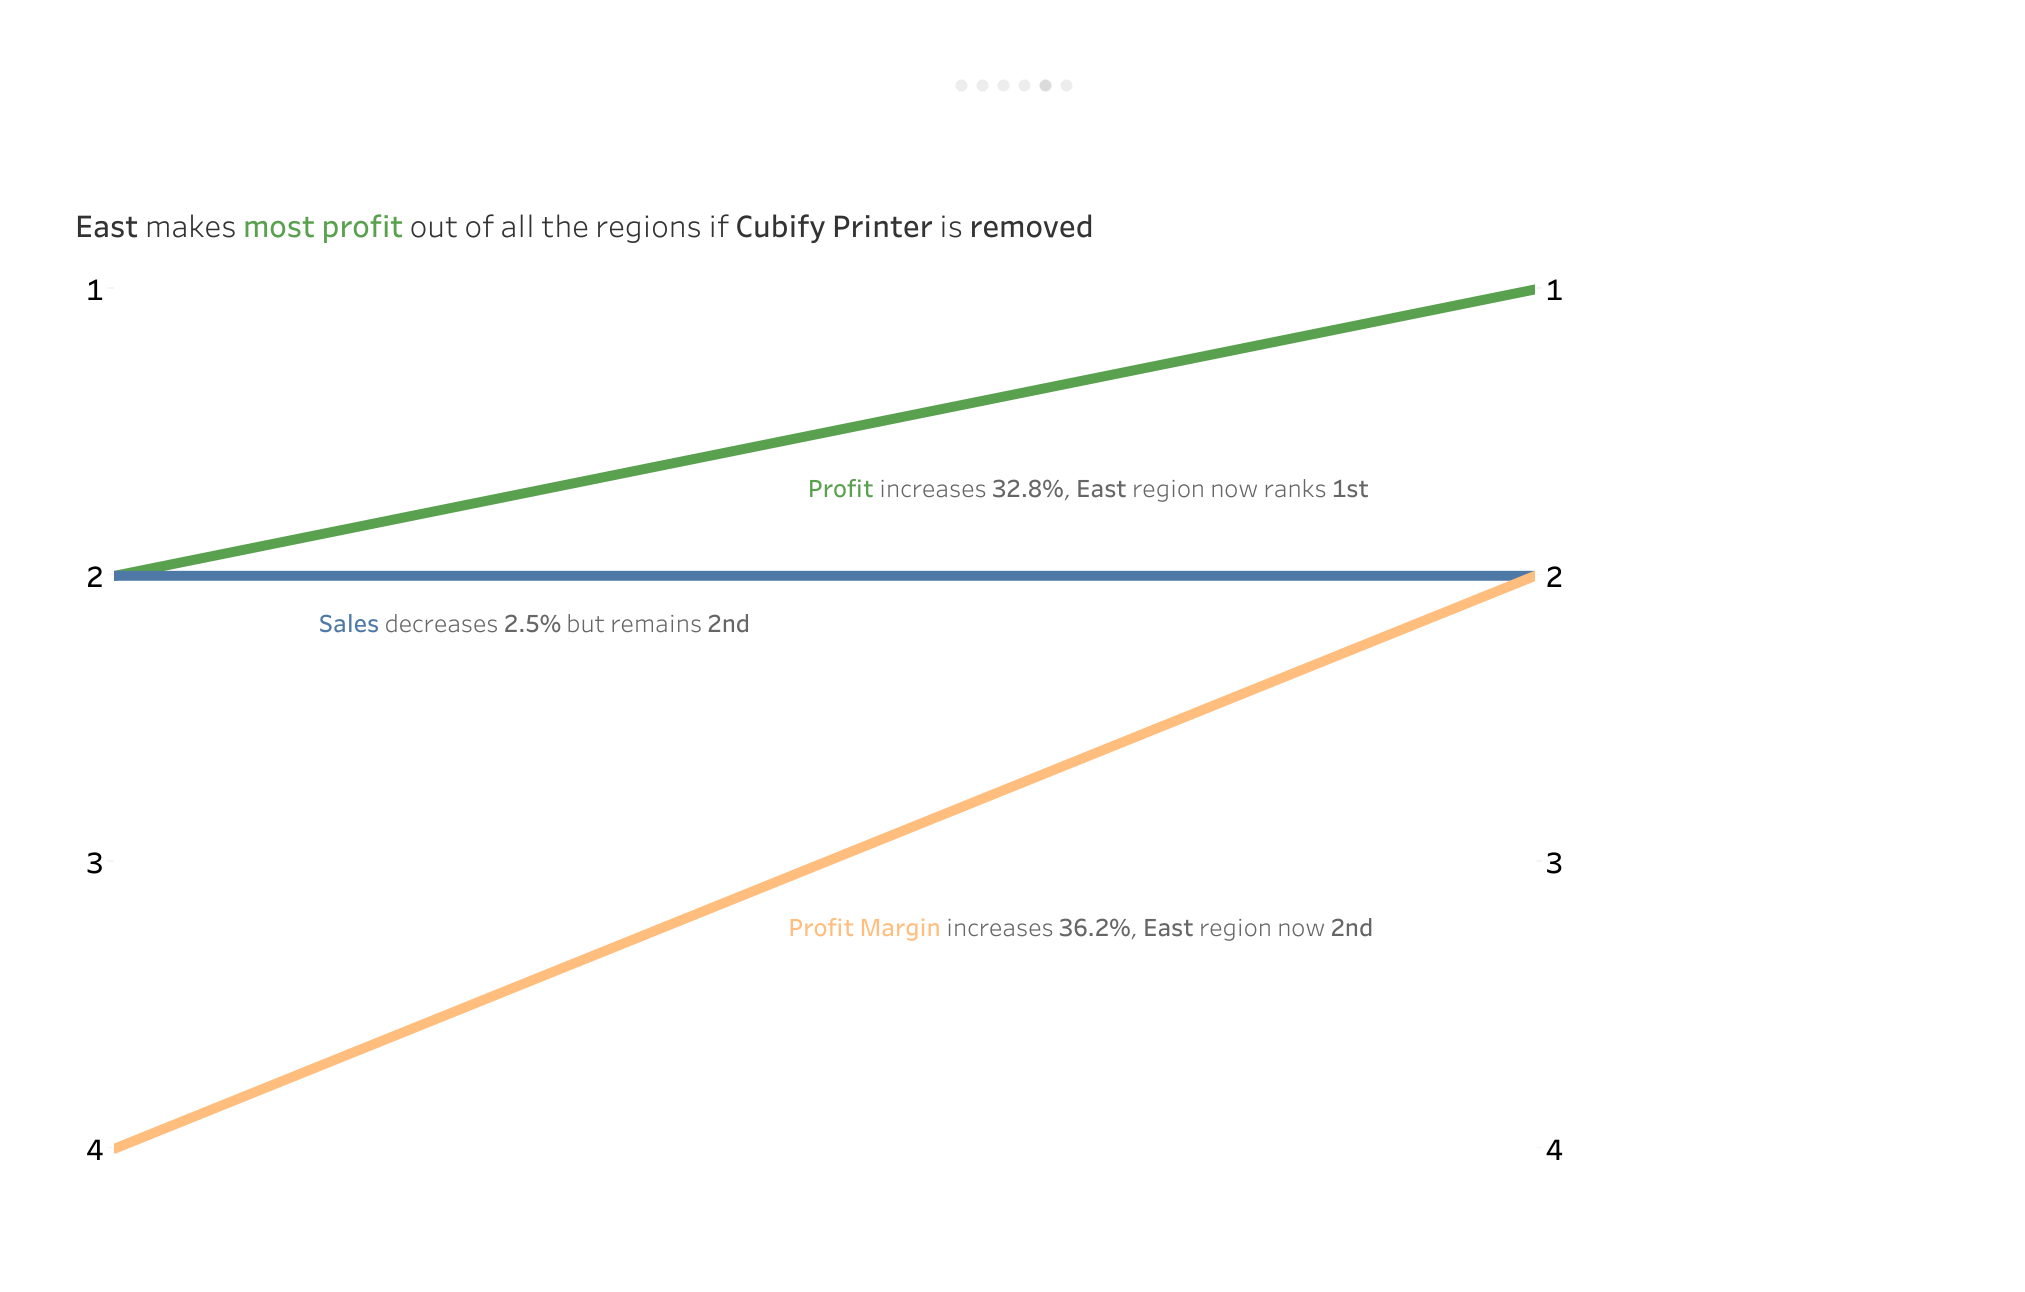 East makes most profit out of all the regions if Cubify Printer is removed
1 1
Profit increases 32.8%, East region now ranks 1st
2 2
Sales decreases 2.5% but remains 2nd
3 3
Profit Margin increases 36.2%, East region now 2nd
4 4